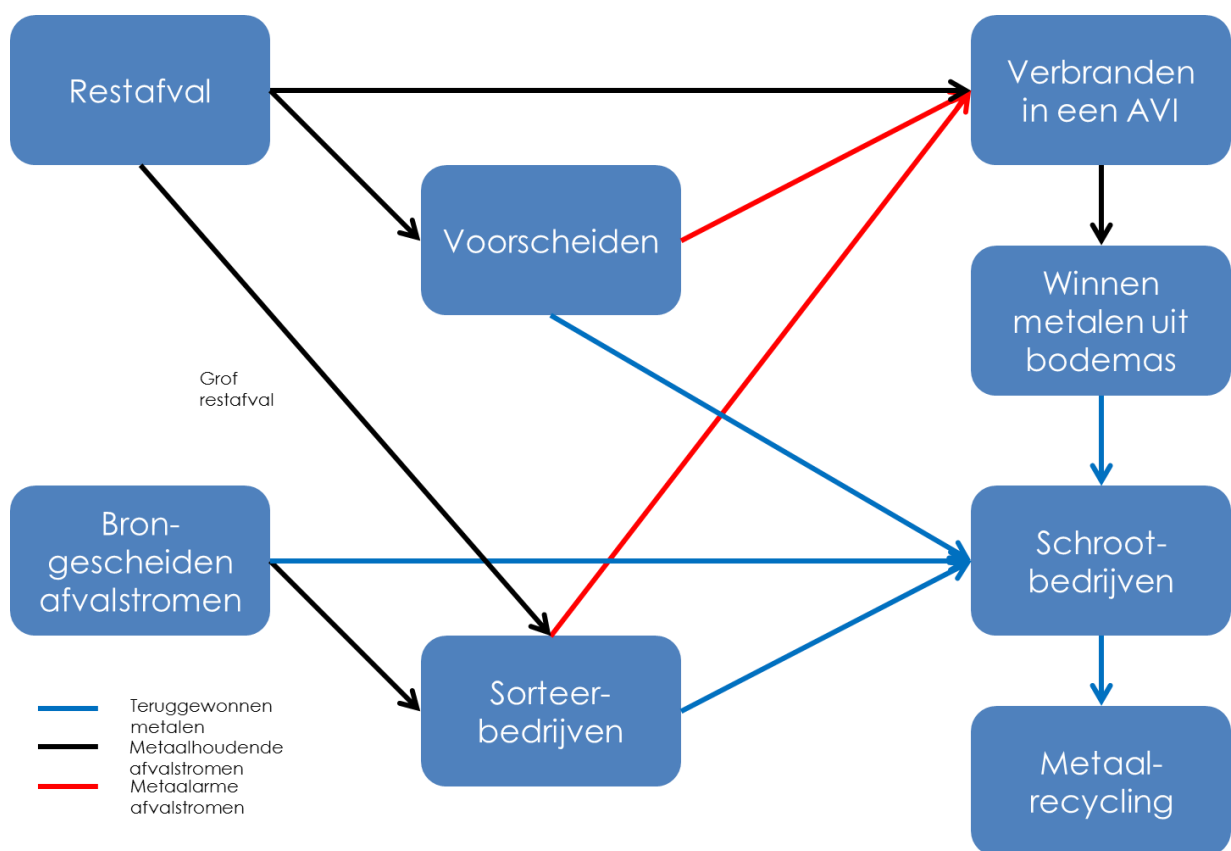 Restafval
Verbranden
in een AVI
Voorscheiden
Winnen
metalen uit
bodemas
Grof
restafval
Bron-
gescheiden
afvalstromen
Schroot-
bedrijven
Sorteer-
bedrijven
Teruggewonnen
metalen
Metaalhoudende
afvalstromen
Metaalarme
afvalstromen
Metaal-
recycling